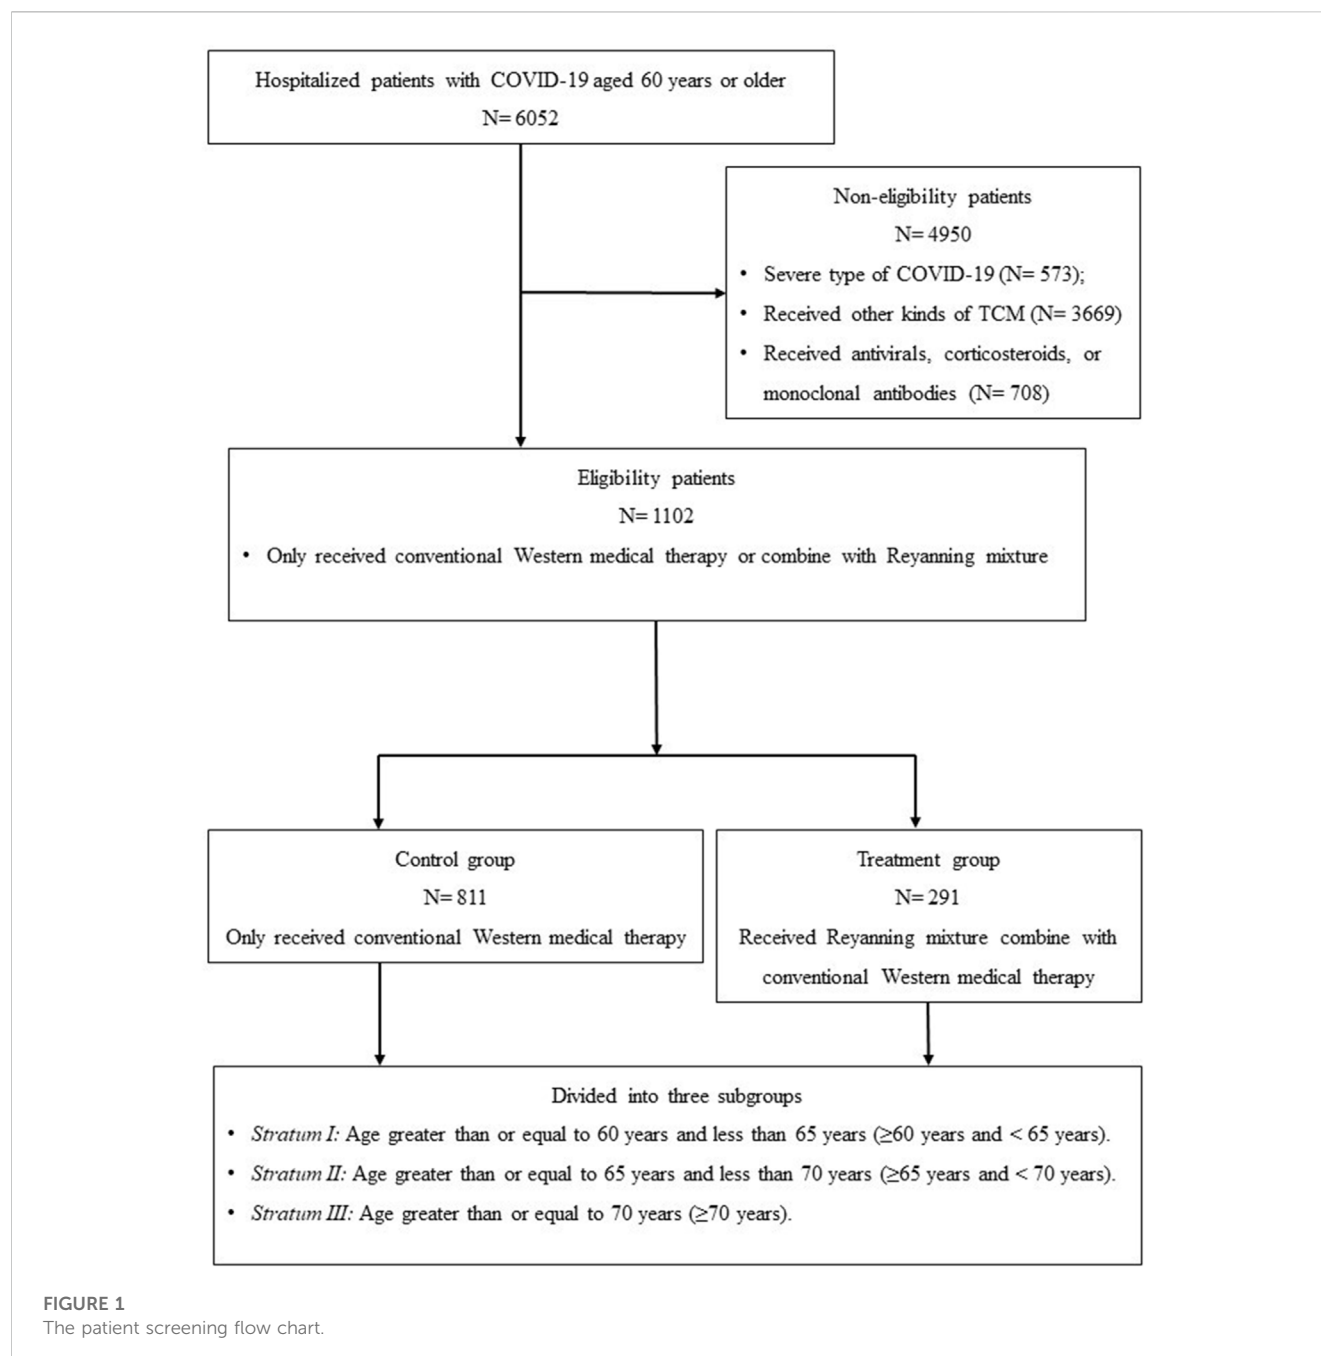 Hospitalized patients with COVID-19 aged 60 years or older
N= 6052
Non-eligibility patients
N= 4950
• Severe type of COVID-19 (N= 573);
• Received other kinds of TCM (N= 3669)
• Received antivirals, corticosteroids, or
monoclonal antibodies (N= 708)
Eligibility patients
N= 1102
• Only received conventional Western medical therapy or combine with Reyanning mixture
Control group
N= 811
Only received conventional Western medical therapy
Treatment group
N= 291
Received Reyanning mixture combine with
conventional Western medical therapy
Divided into three subgroups
• Stratum I: Age greater than or equal to 60 years and less than 65 years (≥60 years and < 65 years).
• Stratum II: Age greater than or equal to 65 years and less than 70 years (≥65 years and < 70 years).
• Stratum III: Age greater than or equal to 70 years (≥70 years).
FIGURE 1
The patient screening flow chart.